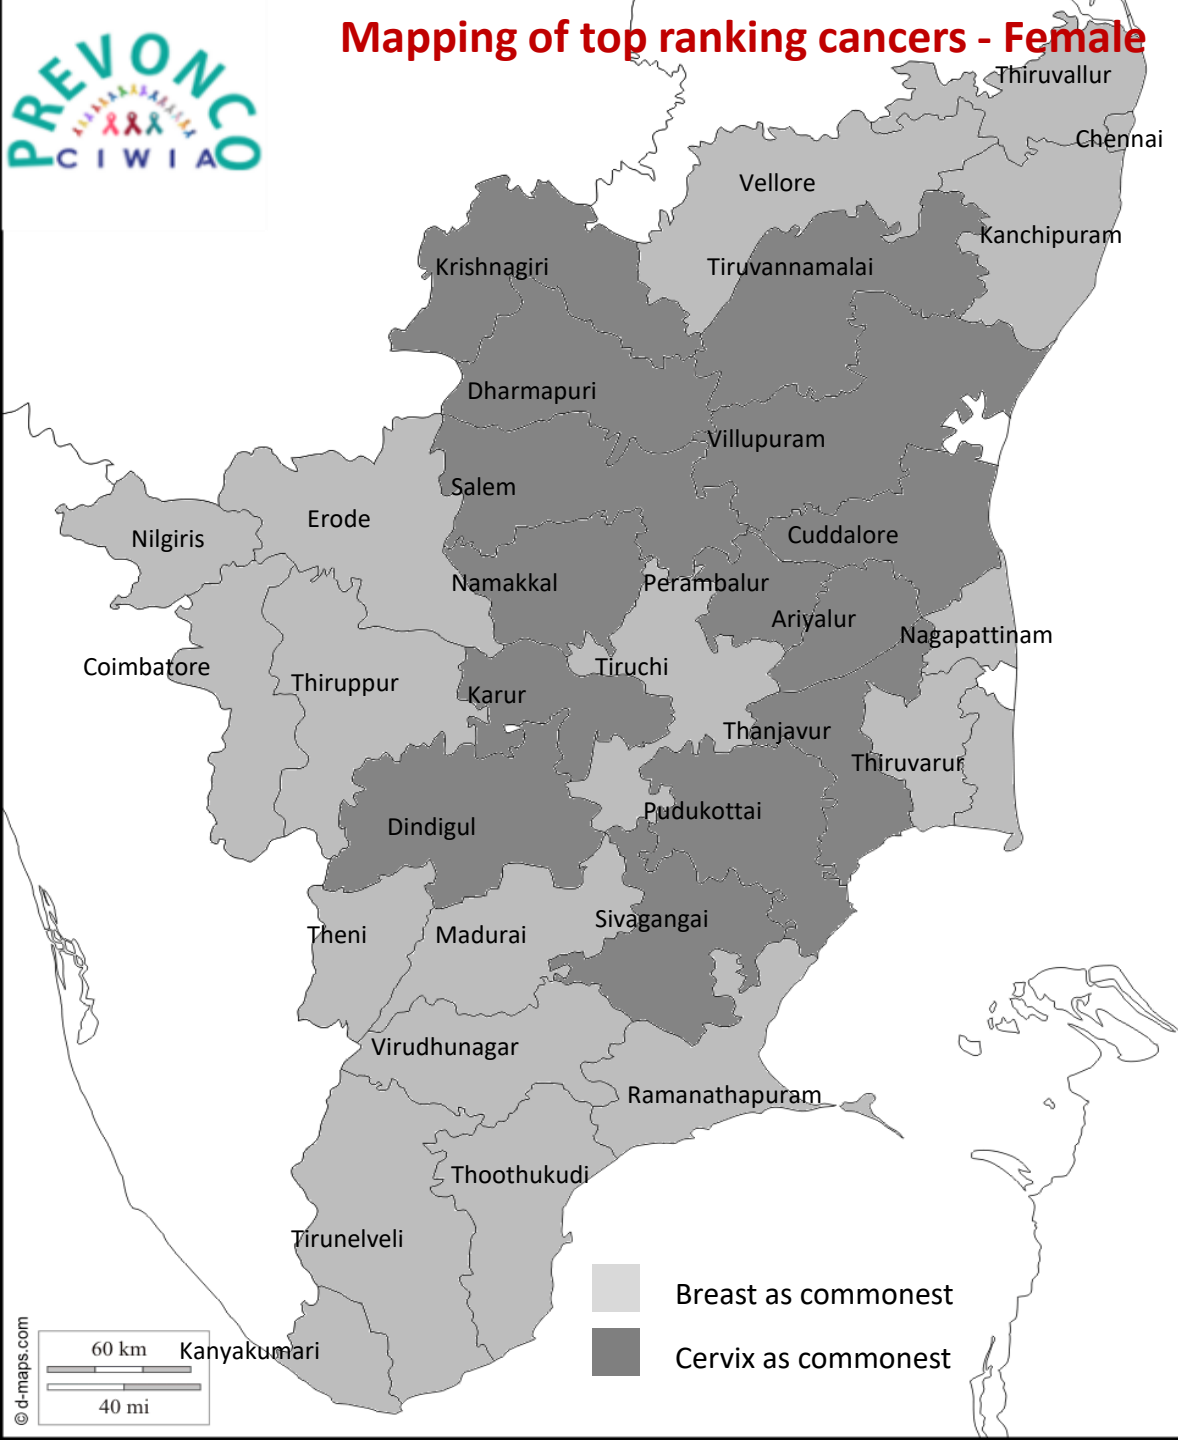 Mapping of top ranking cancers - Female
PREVONCO
CIWIA
Thiruvallur
Chennai
Vellore
Kanchipuram
Krishnagiri
Tiruvannamalai
Dharmapuri
Villupuram
Salem
Erode
Nilgiris
Cuddalore
Namakkal
Perambalur
Ariyalur
Nagapattinam
Coimbatore
Thiruppur
Tiruchi
Karur
Thanjavur
Thiruvarur
Pudukottai
Dindigul
Sivagangai
Theni
Madurai
Virudhunagar
Ramanathapuram
Thoothukudi
Tirunelveli
Kanyakumari
Breast as commonest
Cervix as commonest
60 km
40 mi
© d-maps.com